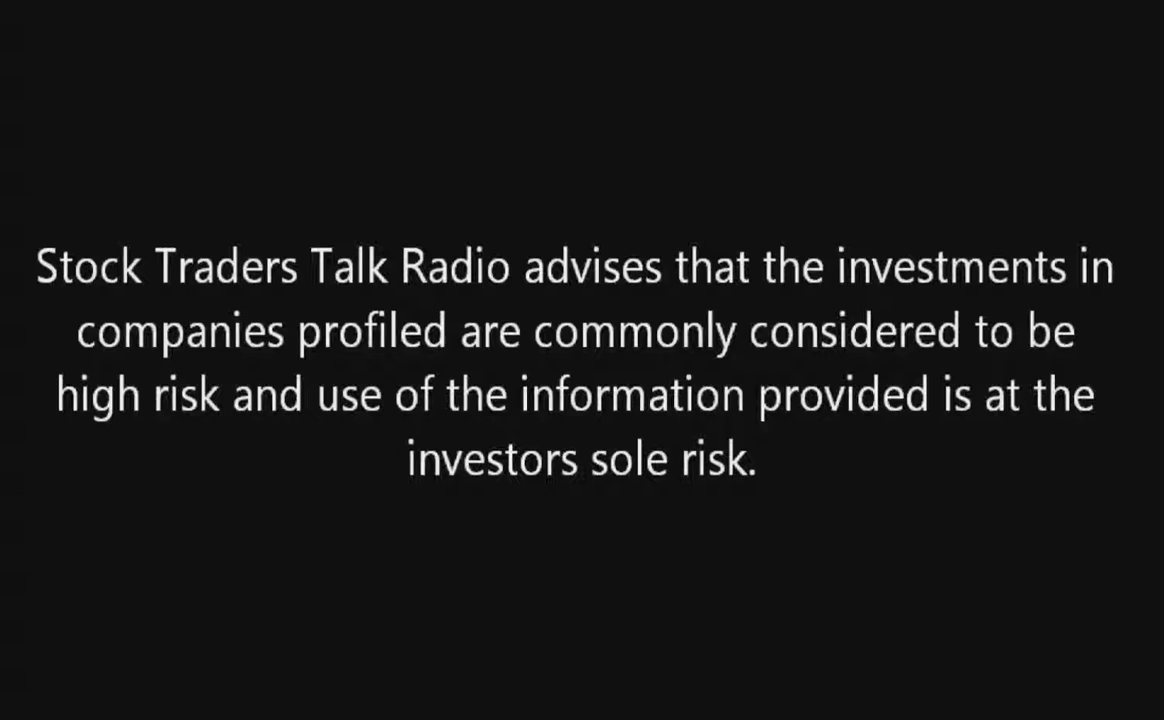 Stock Traders Talk Radio advises that the investments in
companies profiled are commonly considered to be
high risk and use of the information provided is at the
investors sole risk.